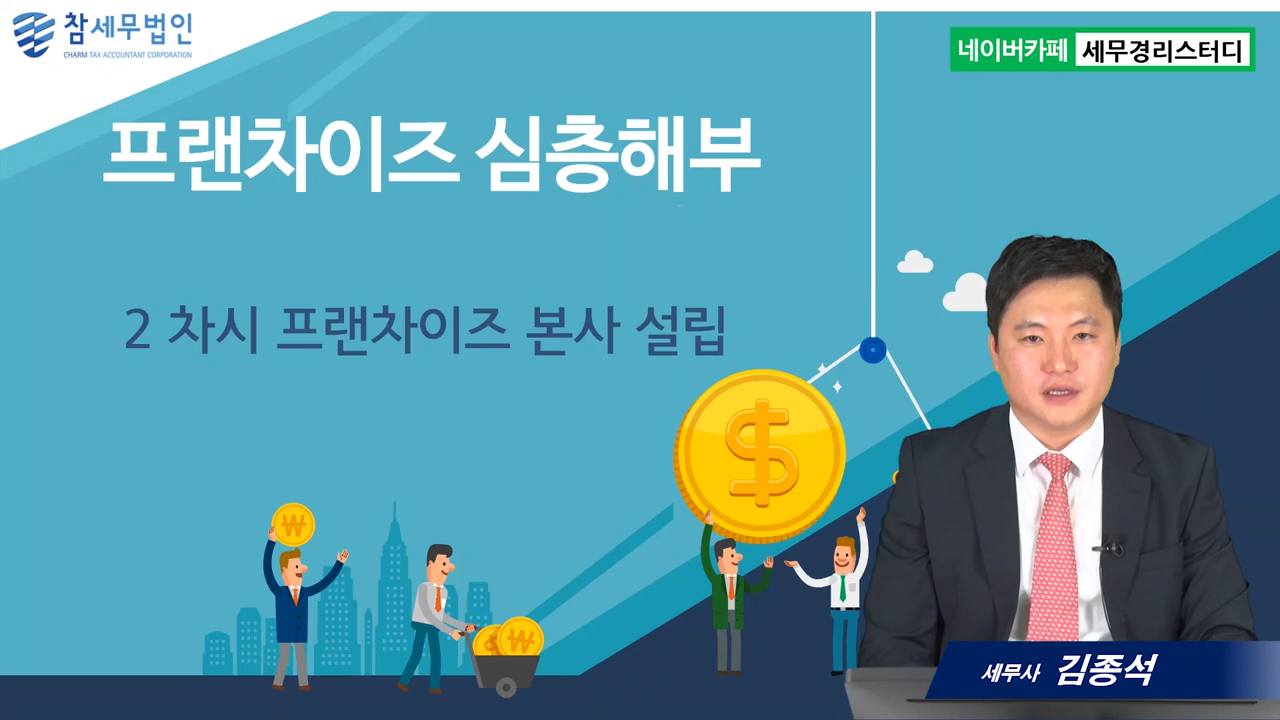 참세무법인
CHARM TAX ACCOUNTANT CORPORATION
네이버카페 세무경리스터디
프랜차이즈 심층해부
2 차시 프랜차이즈 본사 설립
$
₩
₩
세무사 김종석